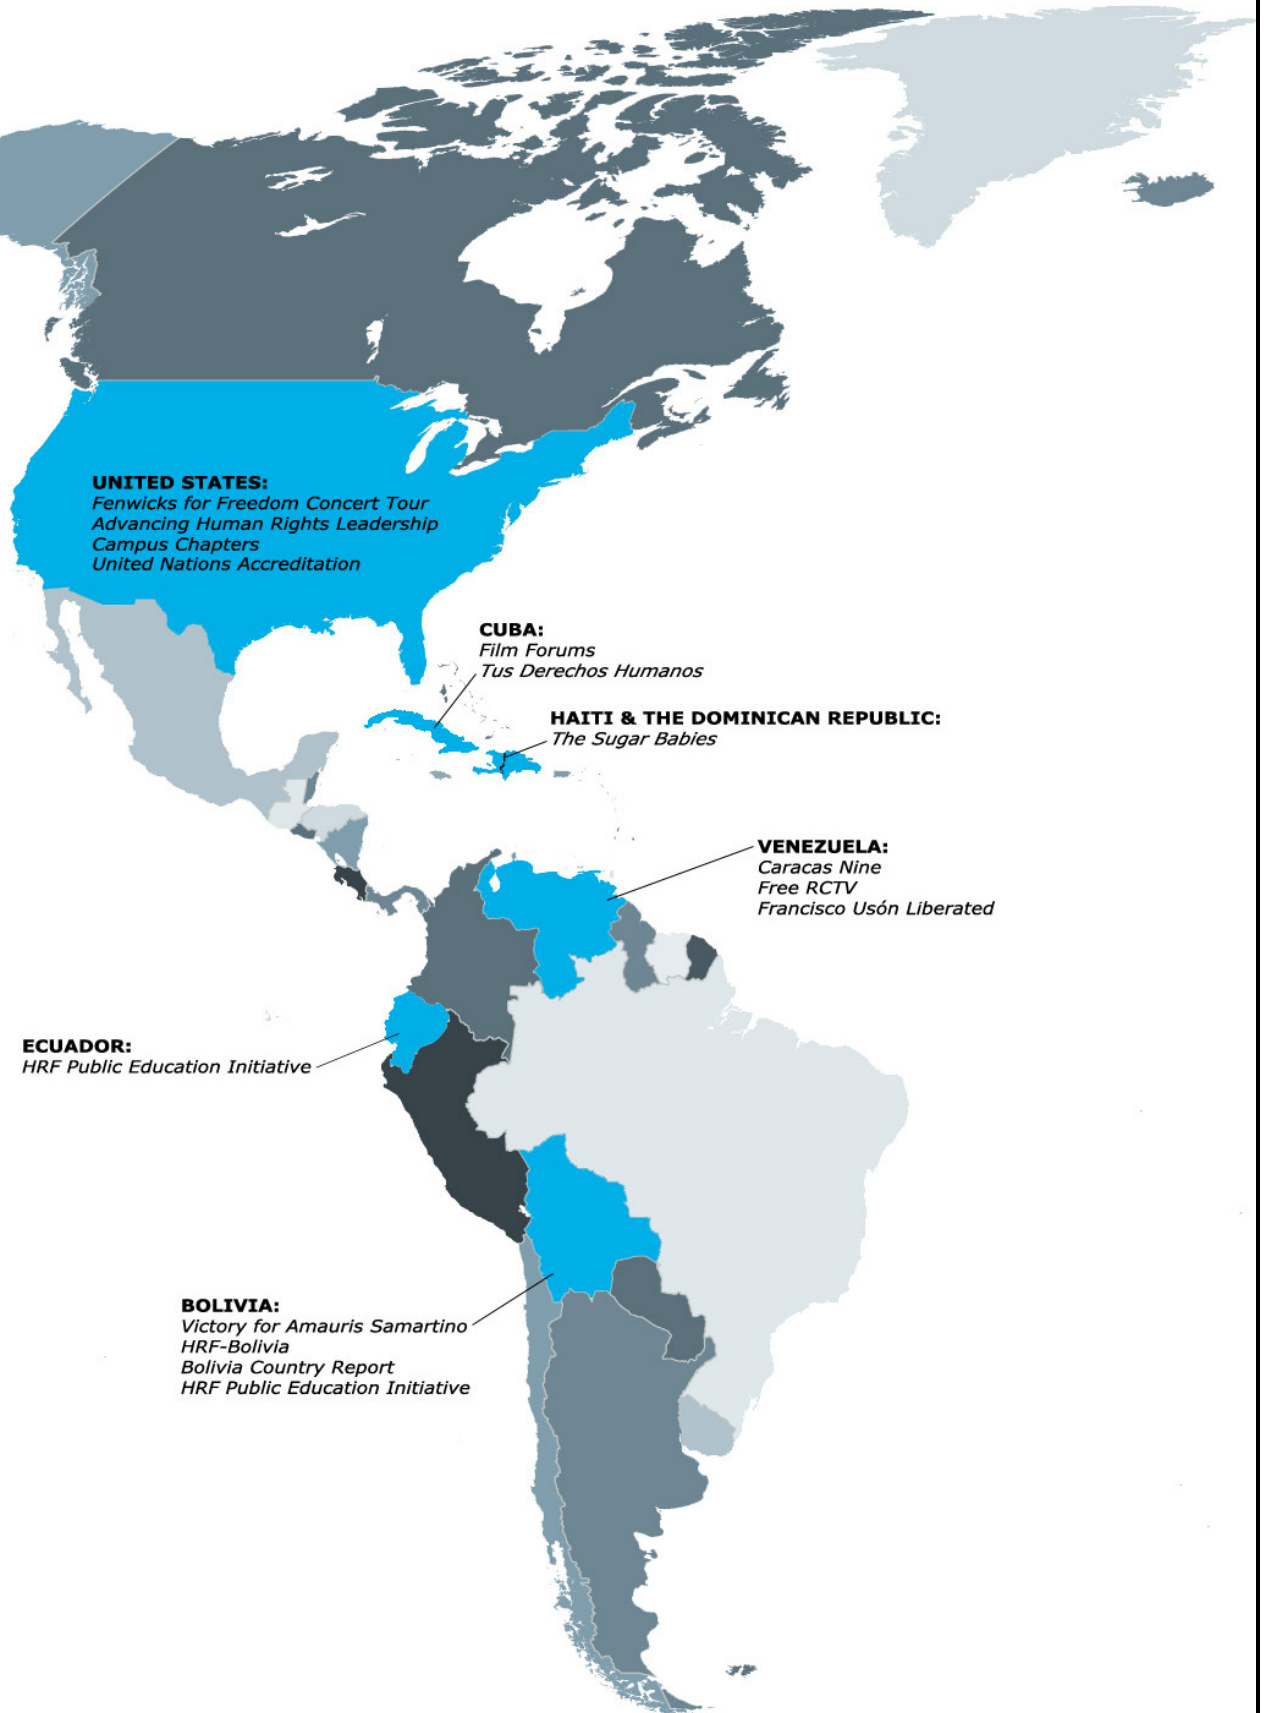 UNITED STATES:
Fenwicks for Freedom Concert Tour
Advancing Human Rights Leadership
Campus Chapters
United Nations Accreditation
CUBA:
Film Forums
Tus Derechos Humanos
HAITI & THE DOMINICAN REPUBLIC:
The Sugar Babies
VENEZUELA:
Caracas Nine
Free RCTV
Francisco Usón Liberated
ECUADOR:
HRF Public Education Initiative
BOLIVIA:
Victory for Amauris Samartino
HRF-Bolivia
Bolivia Country Report
HRF Public Education Initiative